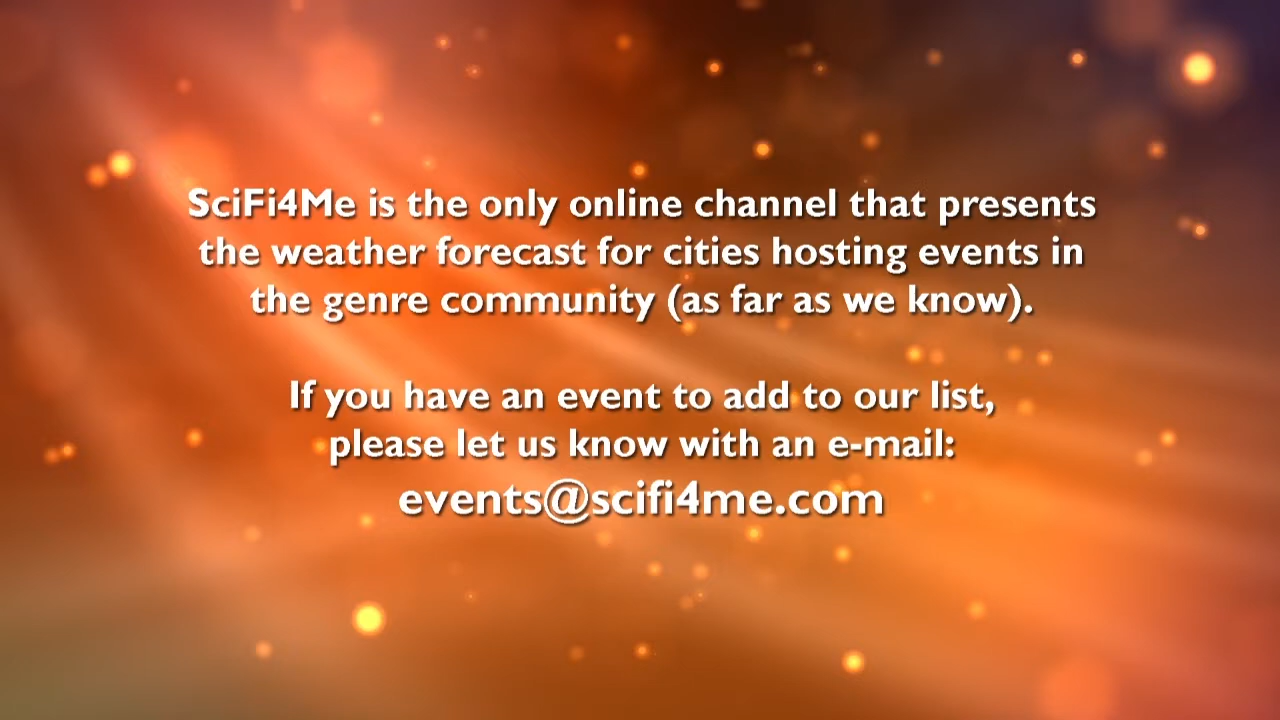 SciFi4Me is the only online channel that presents
the weather forecast for cities hosting events in
the genre community (as far as we know).
If you have an event to add to our list,
please let us know with an e-mail:
events@scifi4me.com